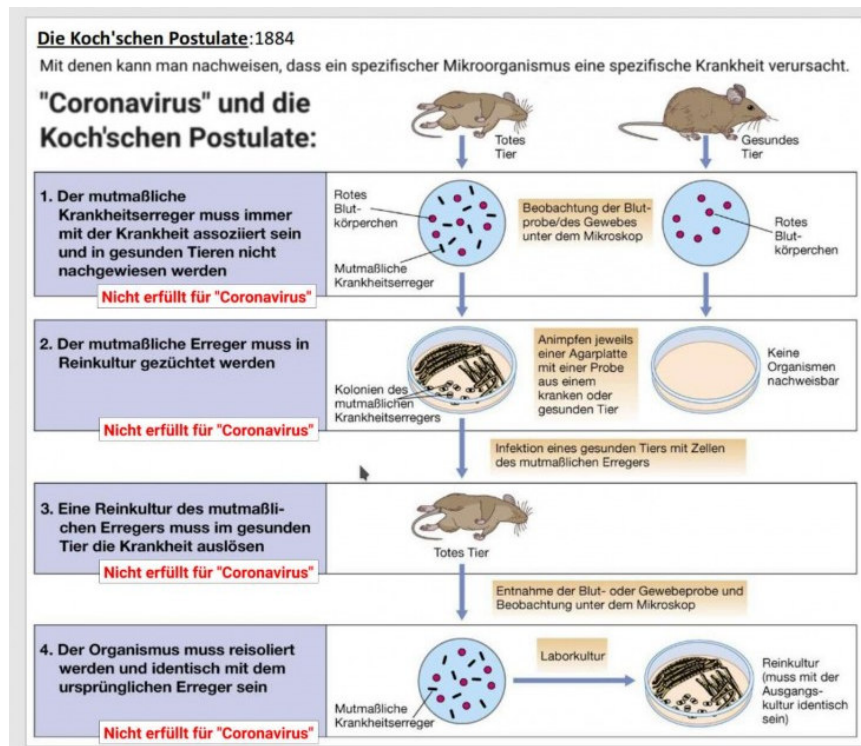 Die Koch'schen Postulate:1884
Mit denen kann man nachweisen, dass ein spezifischer Mikroorganismus eine spezifische Krankheit verursacht.
"Coronavirus" und die
Koch'schen Postulate:
Totes
Tier
Gesundes
Tier
1. Der mutmaßliche
Krankheitserreger muss immer
mit der Krankheit assoziiert sein
und in gesunden Tieren nicht
nachgewiesen werden
Nicht erfüllt für "Coronavirus"
Rotes
Blut-
körperchen
Mutmaßliche
Krankheitserreger
Beobachtung der Blut-
probe/des Gewebes
unter dem Mikroskop
Rotes
Blut-
körperchen
2. Der mutmaßliche Erreger muss in
Reinkultur gezüchtet werden
Nicht erfüllt für "Coronavirus"
Kolonien des
mutmaßlichen
Krankheitserregers
Animpfen jeweils
einer Agarplatte
mit einer Probe
aus einem
kranken oder
gesunden Tier
Keine
Organismen
nachweisbar
Infektion eines gesunden Tiers mit Zellen
des mutmaßlichen Erregers
3. Eine Reinkultur des mutmaßli-
chen Erregers muss im gesunden
Tier die Krankheit auslösen
Nicht erfüllt für "Coronavirus"
Totes Tier
Entnahme der Blut- oder Gewebeprobe und
Beobachtung unter dem Mikroskop
4. Der Organismus muss reisoliert
werden und identisch mit dem
ursprünglichen Erreger sein
Nicht erfüllt für "Coronavirus"
Mutmaßliche
Krankheitserreger
Laborkultur
Reinkultur
(muss mit der
Ausgangs-
kultur identisch
sein)